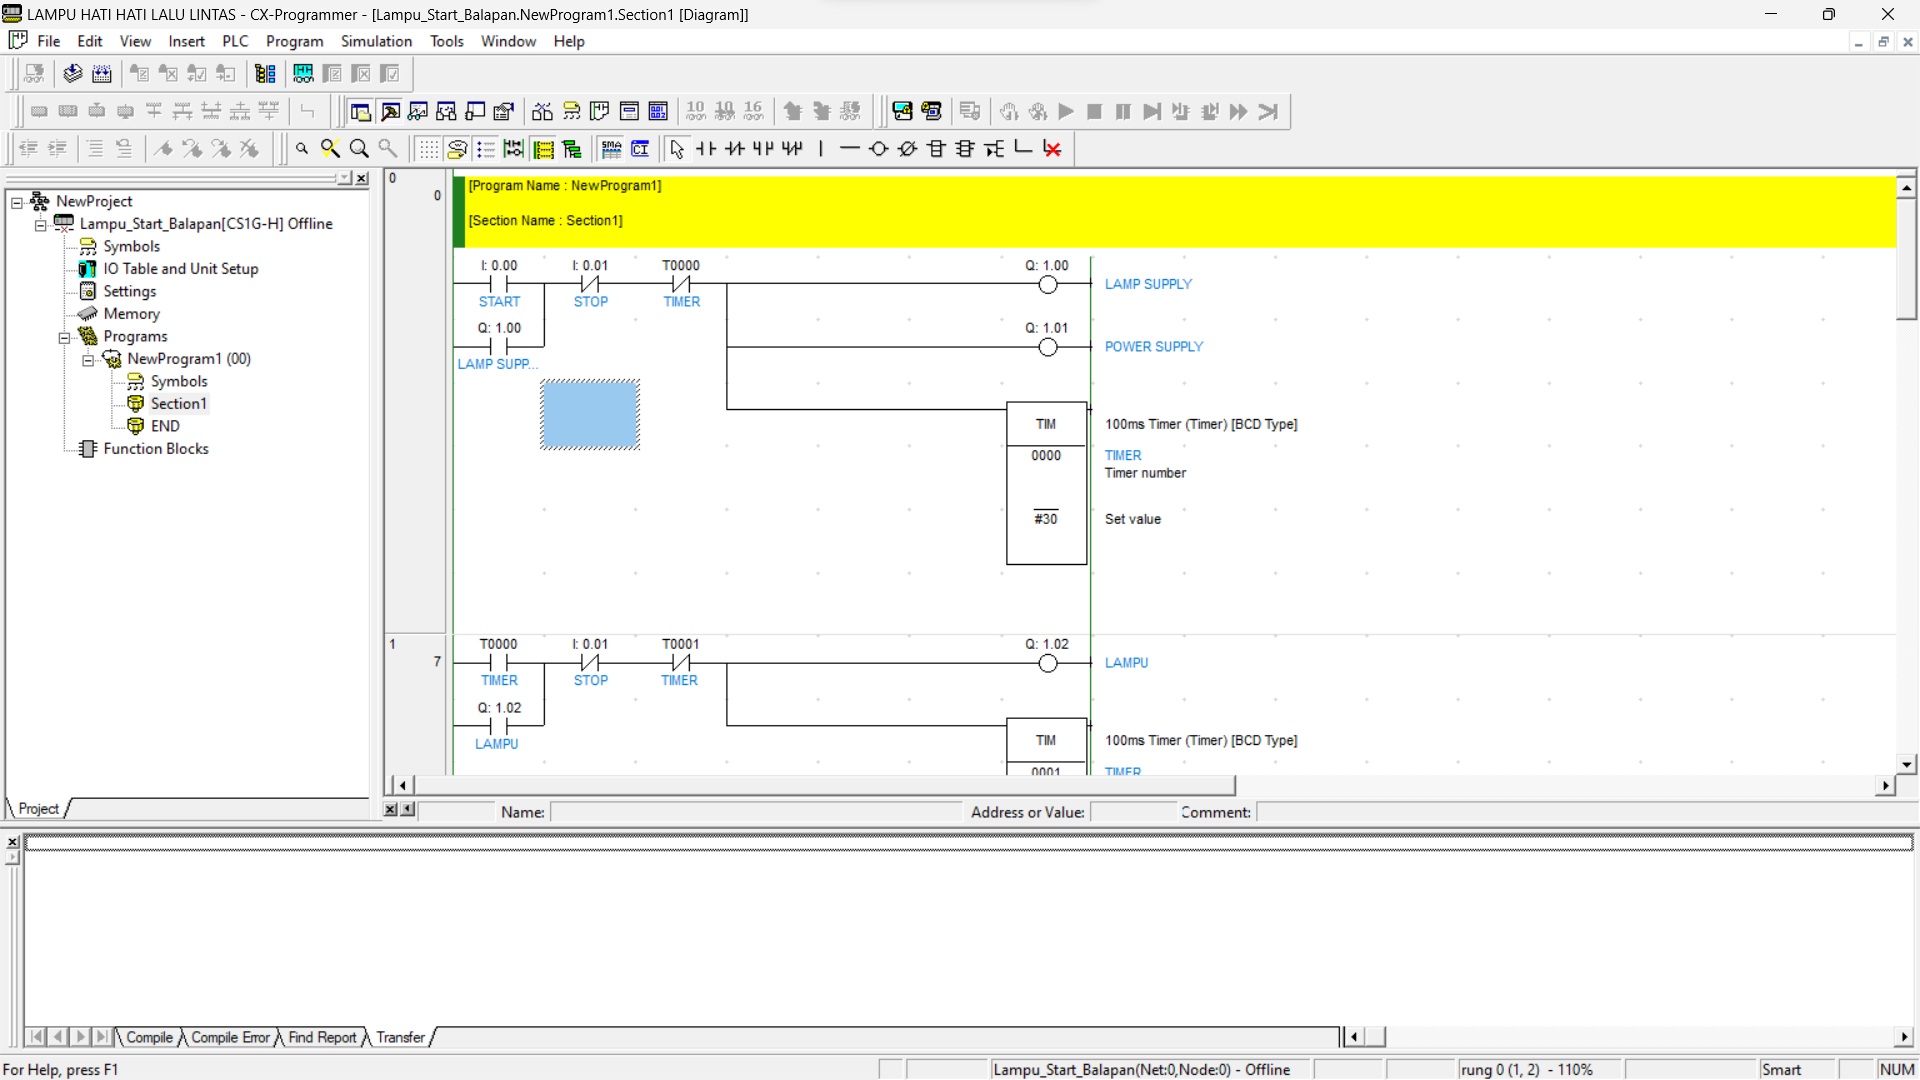 LAMPU HATI HATI LALU LINTAS - CX-Programmer - [Lampu_Start_Balapan.NewProgram1.Section1 [Diagram]]
File Edit View Insert PLC Program Simulation Tools Window Help
10 10 16
SMA CI
NewProject
Lampu_Start_Balapan[CS1G-H] Offline
Symbols
IO Table and Unit Setup
Settings
Memory
Programs
NewProgram1 (00)
Symbols
Section1
END
Function Blocks
Project
0
0
[Program Name : NewProgram1]
[Section Name : Section1]
I: 0.00 I: 0.01 T0000 Q: 1.00
LAMP SUPPLY
START STOP TIMER
Q: 1.00 Q: 1.01
POWER SUPPLY
LAMP SUPP...
TIM 100ms Timer (Timer) [BCD Type]
0000 TIMER
Timer number
#30 Set value
1
7
T0000 I: 0.01 T0001 Q: 1.02
LAMPU
TIMER STOP TIMER
Q: 1.02
LAMPU
TIM 100ms Timer (Timer) [BCD Type]
0001 TIMER
Name: Address or Value: Comment:
Compile Compile Error Find Report Transfer
For Help, press F1 Lampu_Start_Balapan(Net:0,Node:0) - Offline rung 0 (1, 2) - 110% Smart NUM